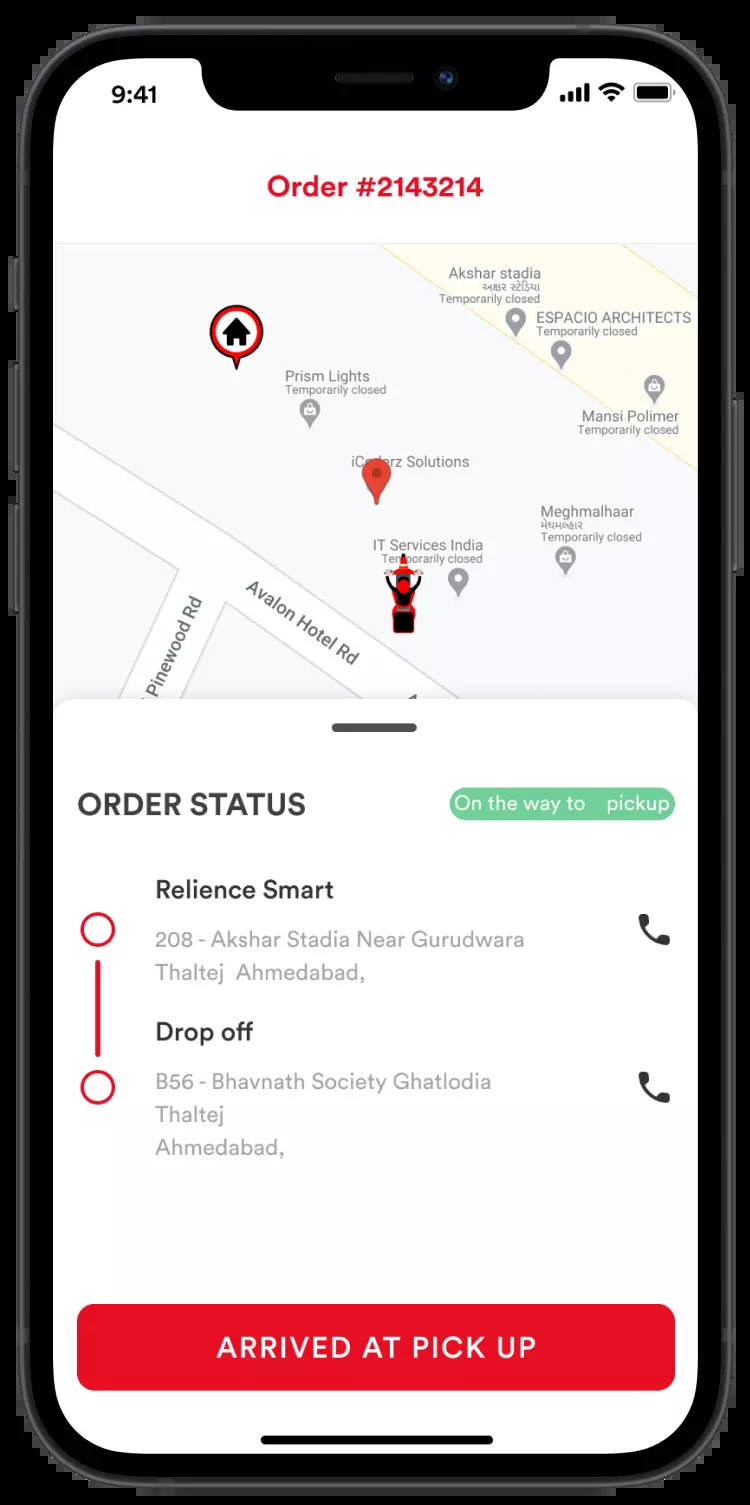 9:41
Order #2143214
Akshar stadia
અક્ષર સ્ટેડિયા
Temporarily closed
ESPACIO ARCHITECTS
Temporarily closed
Prism Lights
Temporarily closed
Mansi Polimer
Temporarily closed
iCoderz Solutions
Meghmalhaar
મેઘમલ્હાર
Temporarily closed
IT Services India
Temporarily closed
Avalon Hotel Rd
Pinewood Rd
ORDER STATUS
On the way to pickup
Relience Smart
208 - Akshar Stadia Near Gurudwara
Thaltej Ahmedabad,
Drop off
B56 - Bhavnath Society Ghatlodia
Thaltej
Ahmedabad,
ARRIVED AT PICK UP